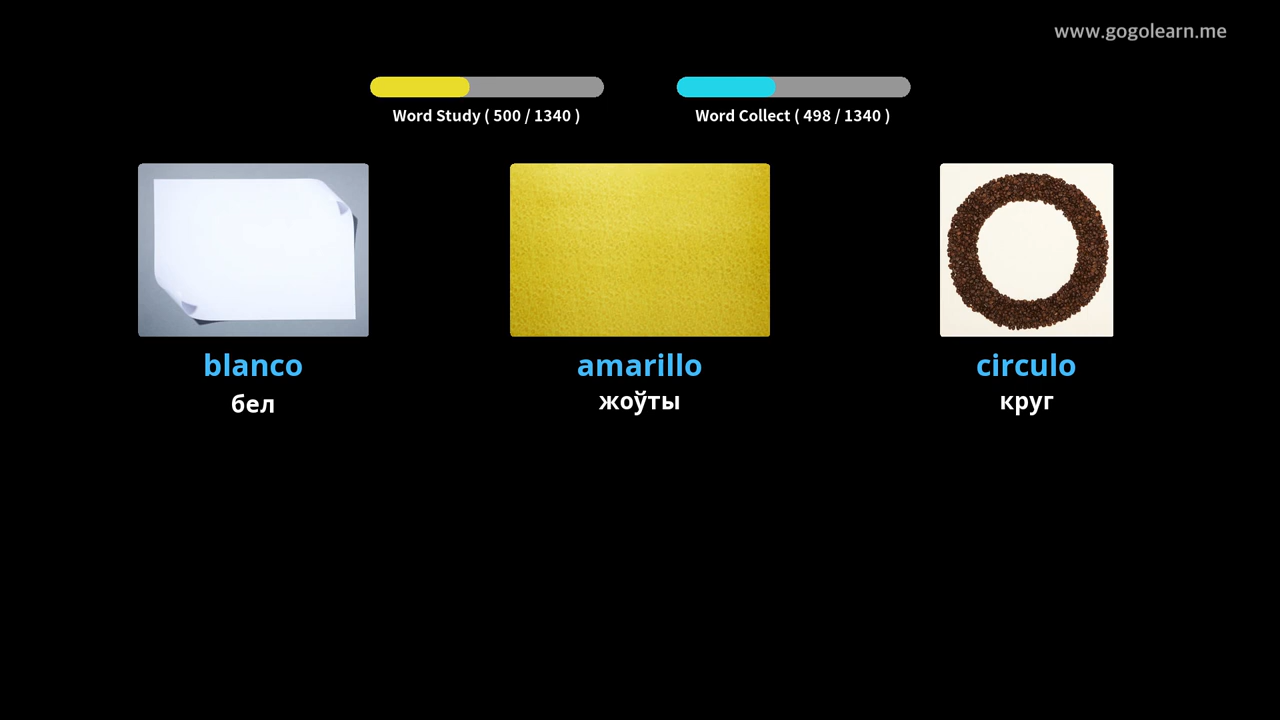 www.gogolearn.me
Word Study ( 500 / 1340 )
Word Collect ( 498 / 1340 )
blanco
бел
amarillo
жоўты
circulo
круг